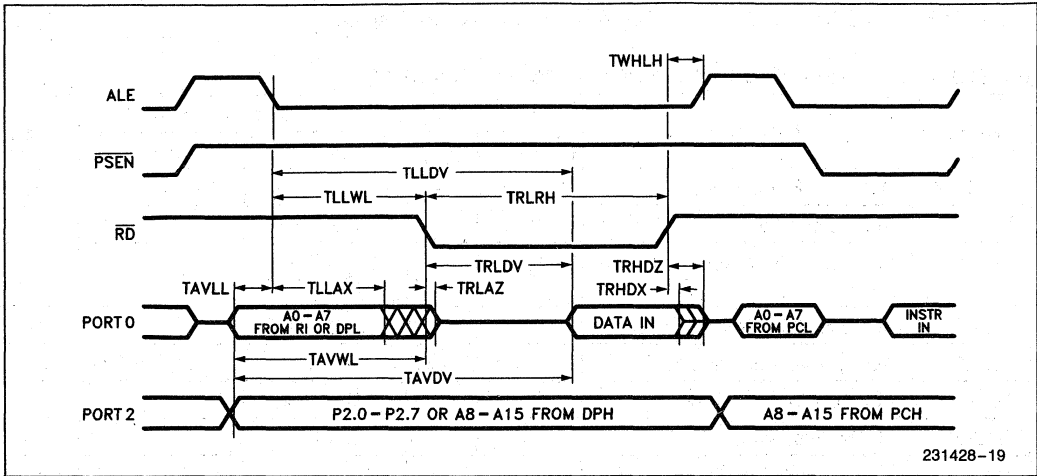 TWHLH
ALE
PSEN
TLLDV
TLLWL
TRLRH
RD
TRLDV
TRHDZ
TAVLL
TLLAX
TRLAZ
TRHDX
PORT 0
A0-A7
FROM RI OR DPL
DATA IN
A0-A7
FROM PCL
INSTR
IN
TAVWL
TAVDV
PORT 2
P2.0-P2.7 OR A8-A15 FROM DPH
A8-A15 FROM PCH
231428-19